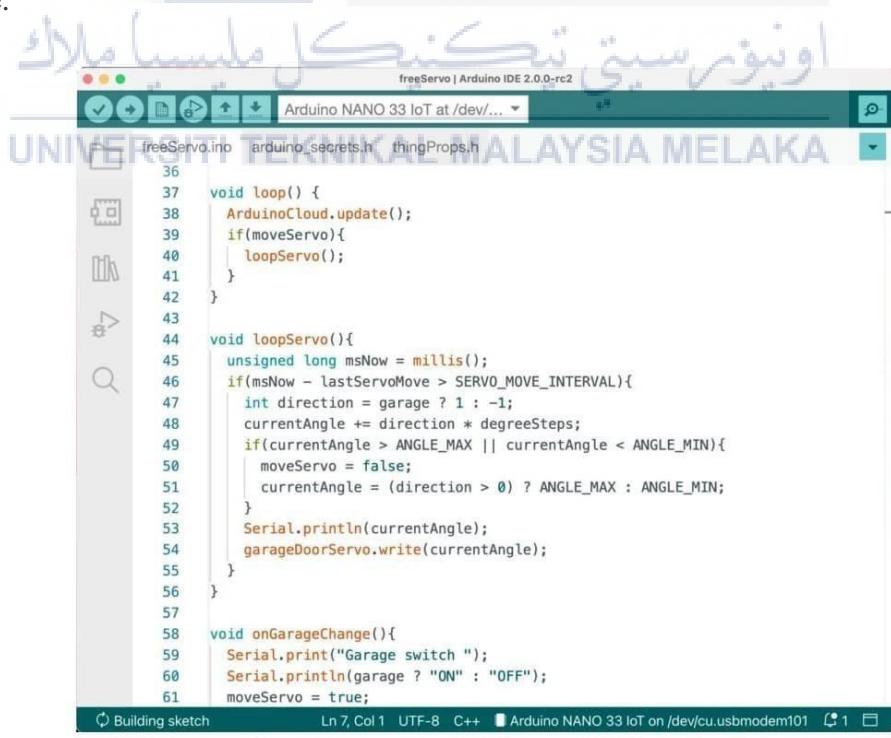 اونيۏرسيتي تيكنيكل مليسيا ملاك
freeServo | Arduino IDE 2.0.0-rc2
Arduino NANO 33 IoT at /dev/...
UNIVERSITI TEKNIKAL MALAYSIA MELAKA
freeServo.ino arduino_secrets.h thingProps.h
36
37 void loop() {
38 ArduinoCloud.update();
39 if(moveServo){
40 loopServo();
41 }
42 }
43
44 void loopServo(){
45 unsigned long msNow = millis();
46 if(msNow - lastServoMove > SERVO_MOVE_INTERVAL){
47 int direction = garage ? 1 : -1;
48 currentAngle += direction * degreeSteps;
49 if(currentAngle > ANGLE_MAX || currentAngle < ANGLE_MIN){
50 moveServo = false;
51 currentAngle = (direction > 0) ? ANGLE_MAX : ANGLE_MIN;
52 }
53 Serial.println(currentAngle);
54 garageDoorServo.write(currentAngle);
55 }
56 }
57
58 void onGarageChange(){
59 Serial.print("Garage switch ");
60 Serial.println(garage ? "ON" : "OFF");
61 moveServo = true;
Building sketch Ln 7, Col 1 UTF-8 C++ Arduino NANO 33 IoT on /dev/cu.usbmodem101 1